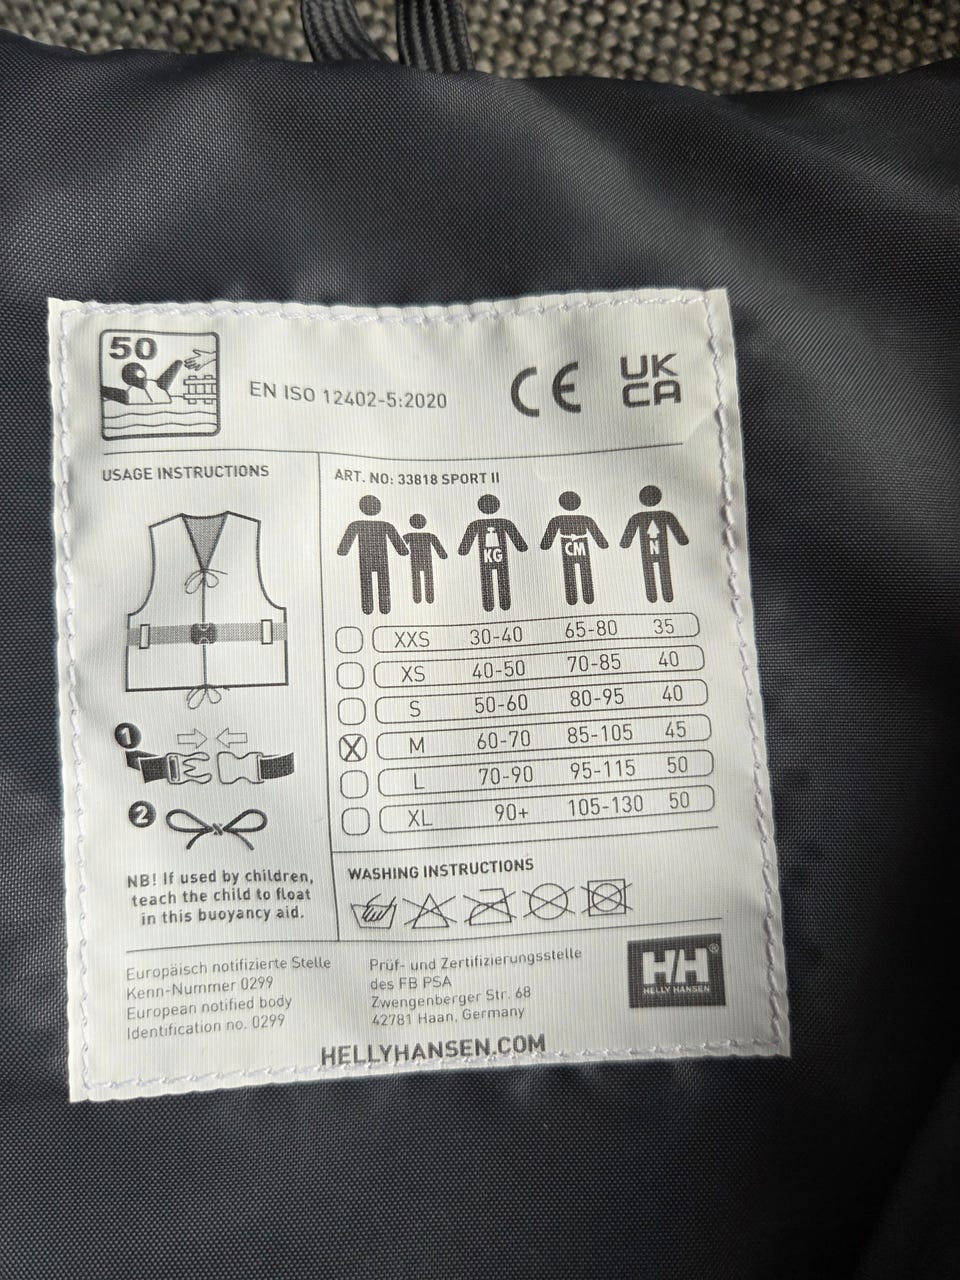 50
EN ISO 12402-5:2020
CE
UK
CA
USAGE INSTRUCTIONS
1
2
NB! If used by children,
teach the child to float
in this buoyancy aid.
ART. NO: 33818 SPORT II
KG CM N
XXS 30-40 65-80 35
XS 40-50 70-85 40
S 50-60 80-95 40
X M 60-70 85-105 45
L 70-90 95-115 50
XL 90+ 105-130 50
WASHING INSTRUCTIONS
Europäisch notifizierte Stelle
Kenn-Nummer 0299
European notified body
Identification no. 0299
Prüf- und Zertifizierungsstelle
des FB PSA
Zwengenberger Str. 68
42781 Haan, Germany
H/H®
HELLY HANSEN
HELLYHANSEN.COM